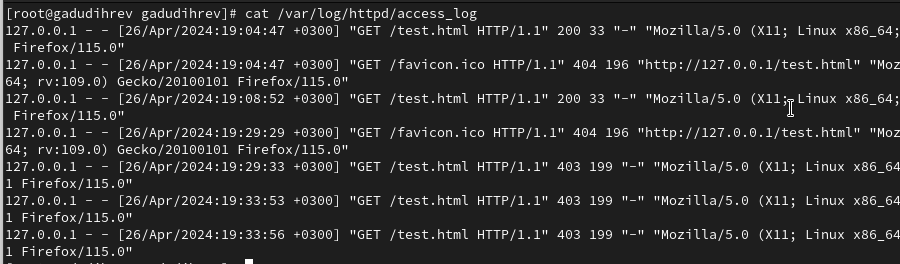 [root@gadudihrev gadudihrev]# cat /var/log/httpd/access_log
127.0.0.1 - - [26/Apr/2024:19:04:47 +0300] "GET /test.html HTTP/1.1" 200 33 "-" "Mozilla/5.0 (X11; Linux x86_64;
Firefox/115.0"
127.0.0.1 - - [26/Apr/2024:19:04:47 +0300] "GET /favicon.ico HTTP/1.1" 404 196 "http://127.0.0.1/test.html" "Moz
64; rv:109.0) Gecko/20100101 Firefox/115.0"
127.0.0.1 - - [26/Apr/2024:19:08:52 +0300] "GET /test.html HTTP/1.1" 200 33 "-" "Mozilla/5.0 (X11; Linux x86_64;
Firefox/115.0"
127.0.0.1 - - [26/Apr/2024:19:29:29 +0300] "GET /favicon.ico HTTP/1.1" 404 196 "http://127.0.0.1/test.html" "Moz
64; rv:109.0) Gecko/20100101 Firefox/115.0"
127.0.0.1 - - [26/Apr/2024:19:29:33 +0300] "GET /test.html HTTP/1.1" 403 199 "-" "Mozilla/5.0 (X11; Linux x86_64
1 Firefox/115.0"
127.0.0.1 - - [26/Apr/2024:19:33:53 +0300] "GET /test.html HTTP/1.1" 403 199 "-" "Mozilla/5.0 (X11; Linux x86_64
1 Firefox/115.0"
127.0.0.1 - - [26/Apr/2024:19:33:56 +0300] "GET /test.html HTTP/1.1" 403 199 "-" "Mozilla/5.0 (X11; Linux x86_64
1 Firefox/115.0"